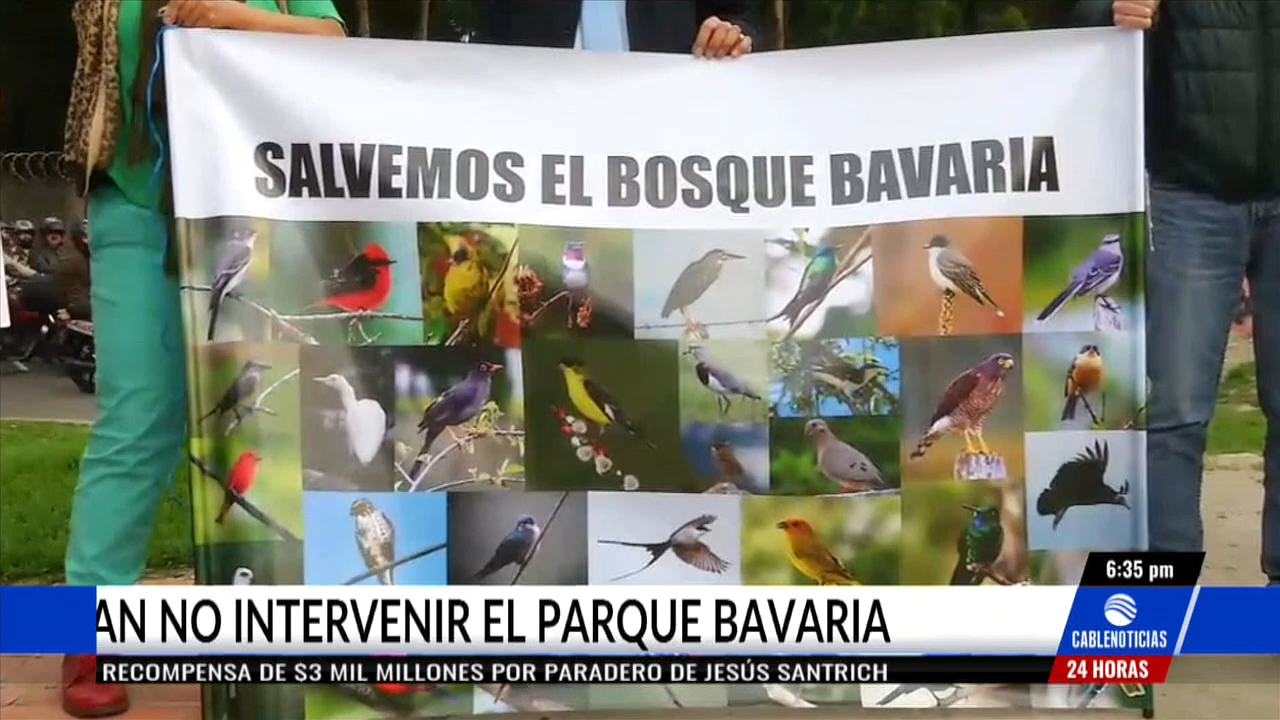 SALVEMOS EL BOSQUE BAVARIA
6:35 pm
AN NO INTERVENIR EL PARQUE BAVARIA
CABLENOTICIAS
RECOMPENSA DE $3 MIL MILLONES POR PARADERO DE JESÚS SANTRICH
24 HORAS